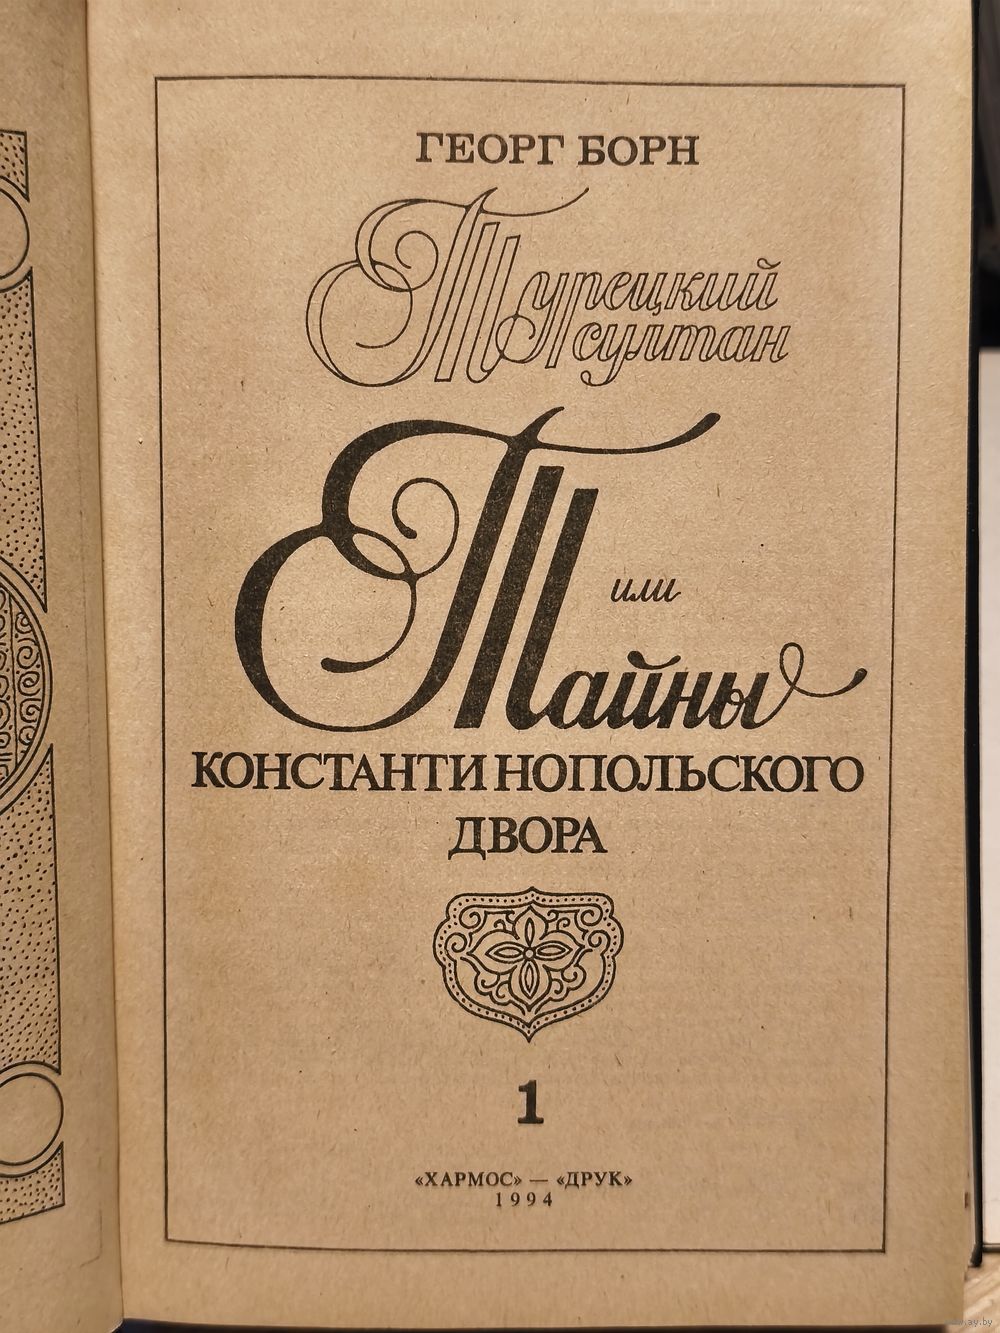 ГЕОРГ БОРН
Турецкий
султан
или
Тайны
КОНСТАНТИНОПОЛЬСКОГО
ДВОРА
1
«ХАРМОС» — «ДРУК»
1994